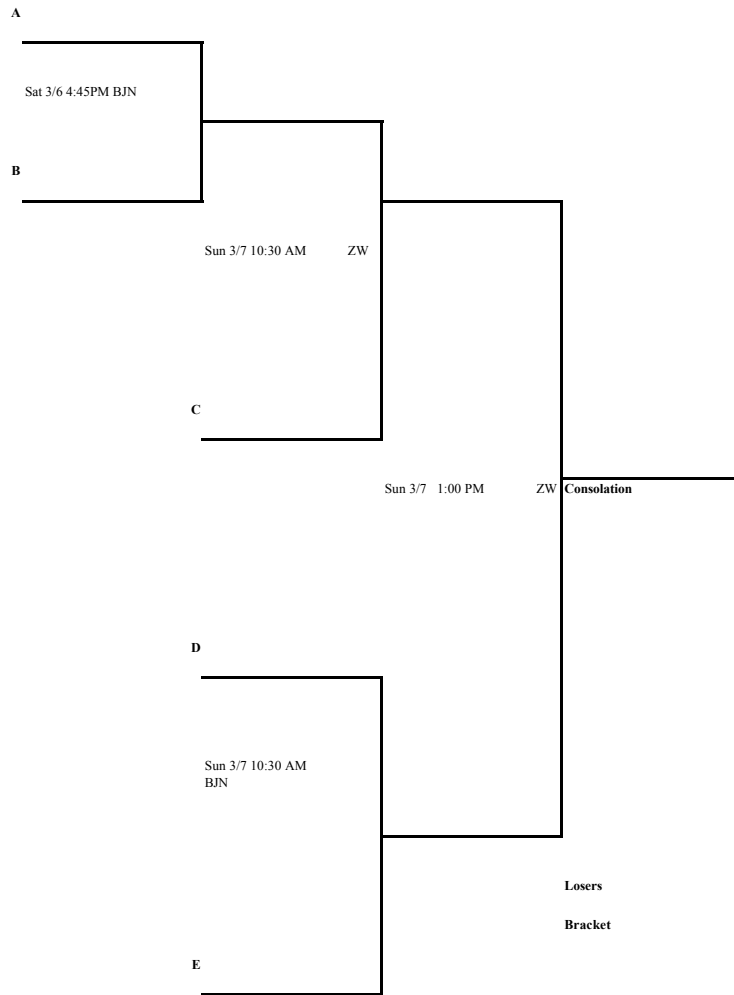 A
Sat 3/6 4:45PM BJN
B
Sun 3/7 10:30 AM ZW
C
Sun 3/7 1:00 PM ZW Consolation
D
Sun 3/7 10:30 AM
BJN
Losers
Bracket
E